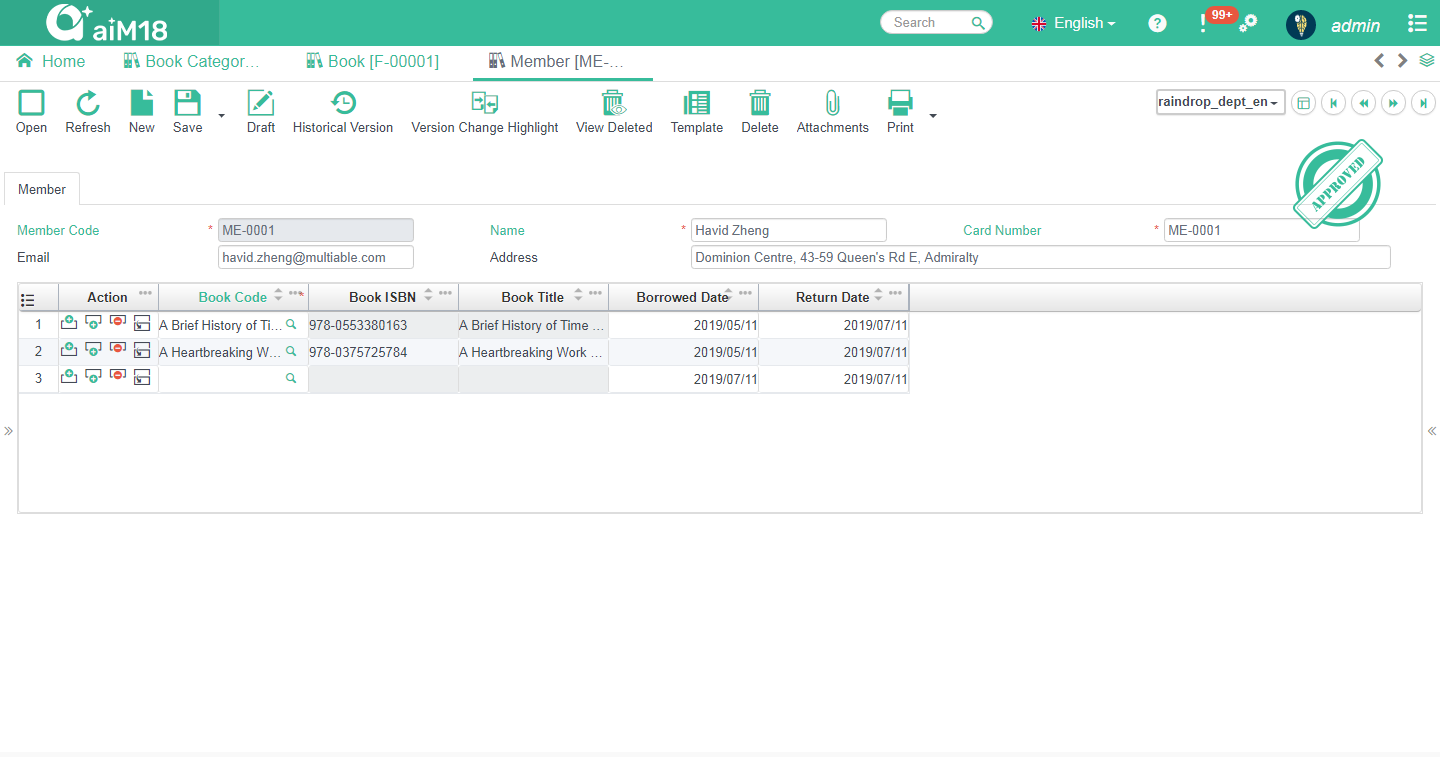 aiM18
Search
English
?
!
99+
admin
Home
Book Categor...
Book [F-00001]
Member [ME-...
Open
Refresh
New
Save
Draft
Historical Version
Version Change Highlight
View Deleted
Template
Delete
Attachments
Print
raindrop_dept_en
APPROVED
Member
Member Code * ME-0001
Name * Havid Zheng
Card Number * ME-0001
Email havid.zheng@multiable.com
Address Dominion Centre, 43-59 Queen's Rd E, Admiralty
Action Book Code * Book ISBN Book Title Borrowed Date Return Date
1 A Brief History of Ti... 978-0553380163 A Brief History of Time ... 2019/05/11 2019/07/11
2 A Heartbreaking W... 978-0375725784 A Heartbreaking Work ... 2019/05/11 2019/07/11
3 2019/07/11 2019/07/11